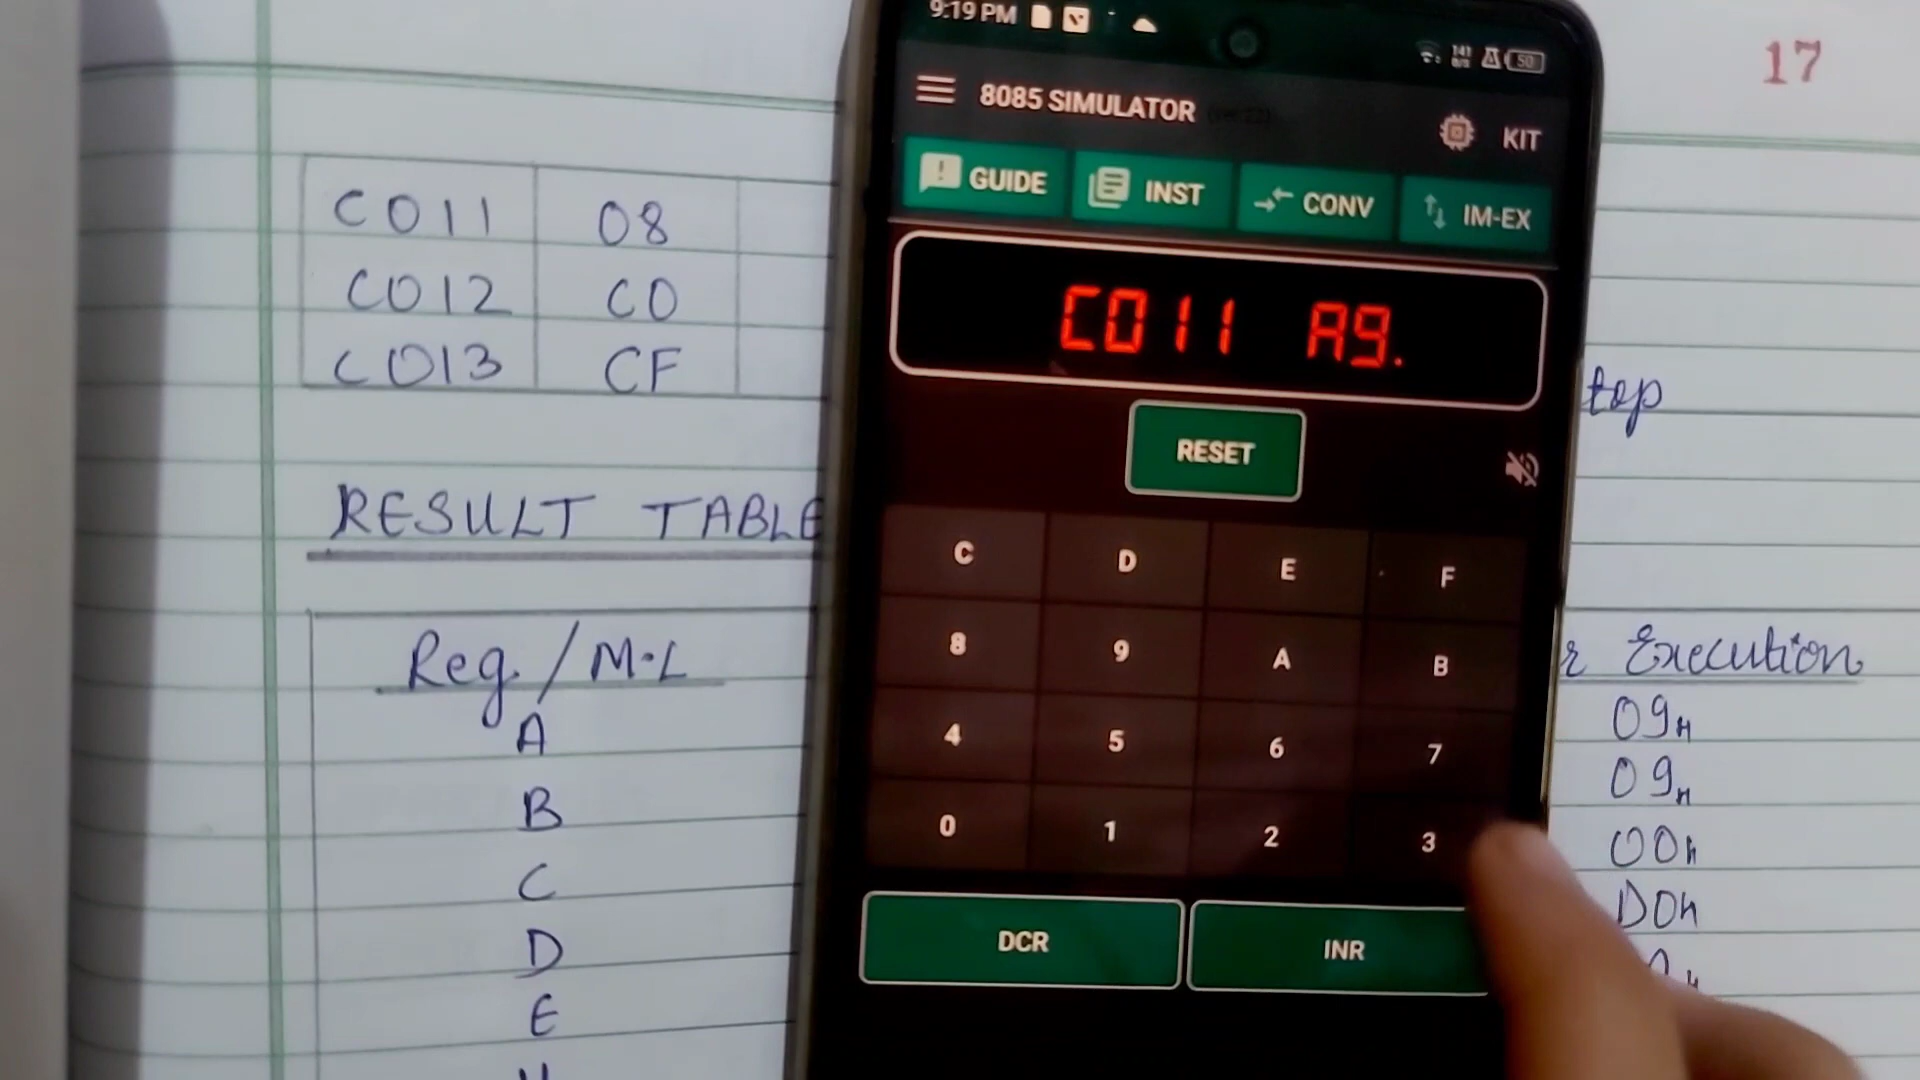 9:19 PM
50
17
8085 SIMULATOR
KIT
GUIDE INST CONV IM-EX
C011 08
C012 C0
C013 CF
C011 A9.
top
RESET
RESULT TABLE
C D E F
8 9 A B
4 5 6 7
0 1 2 3
DCR INR
Reg. / M.L
Execution
A 09H
B 09H
C 00H
D D0H
E